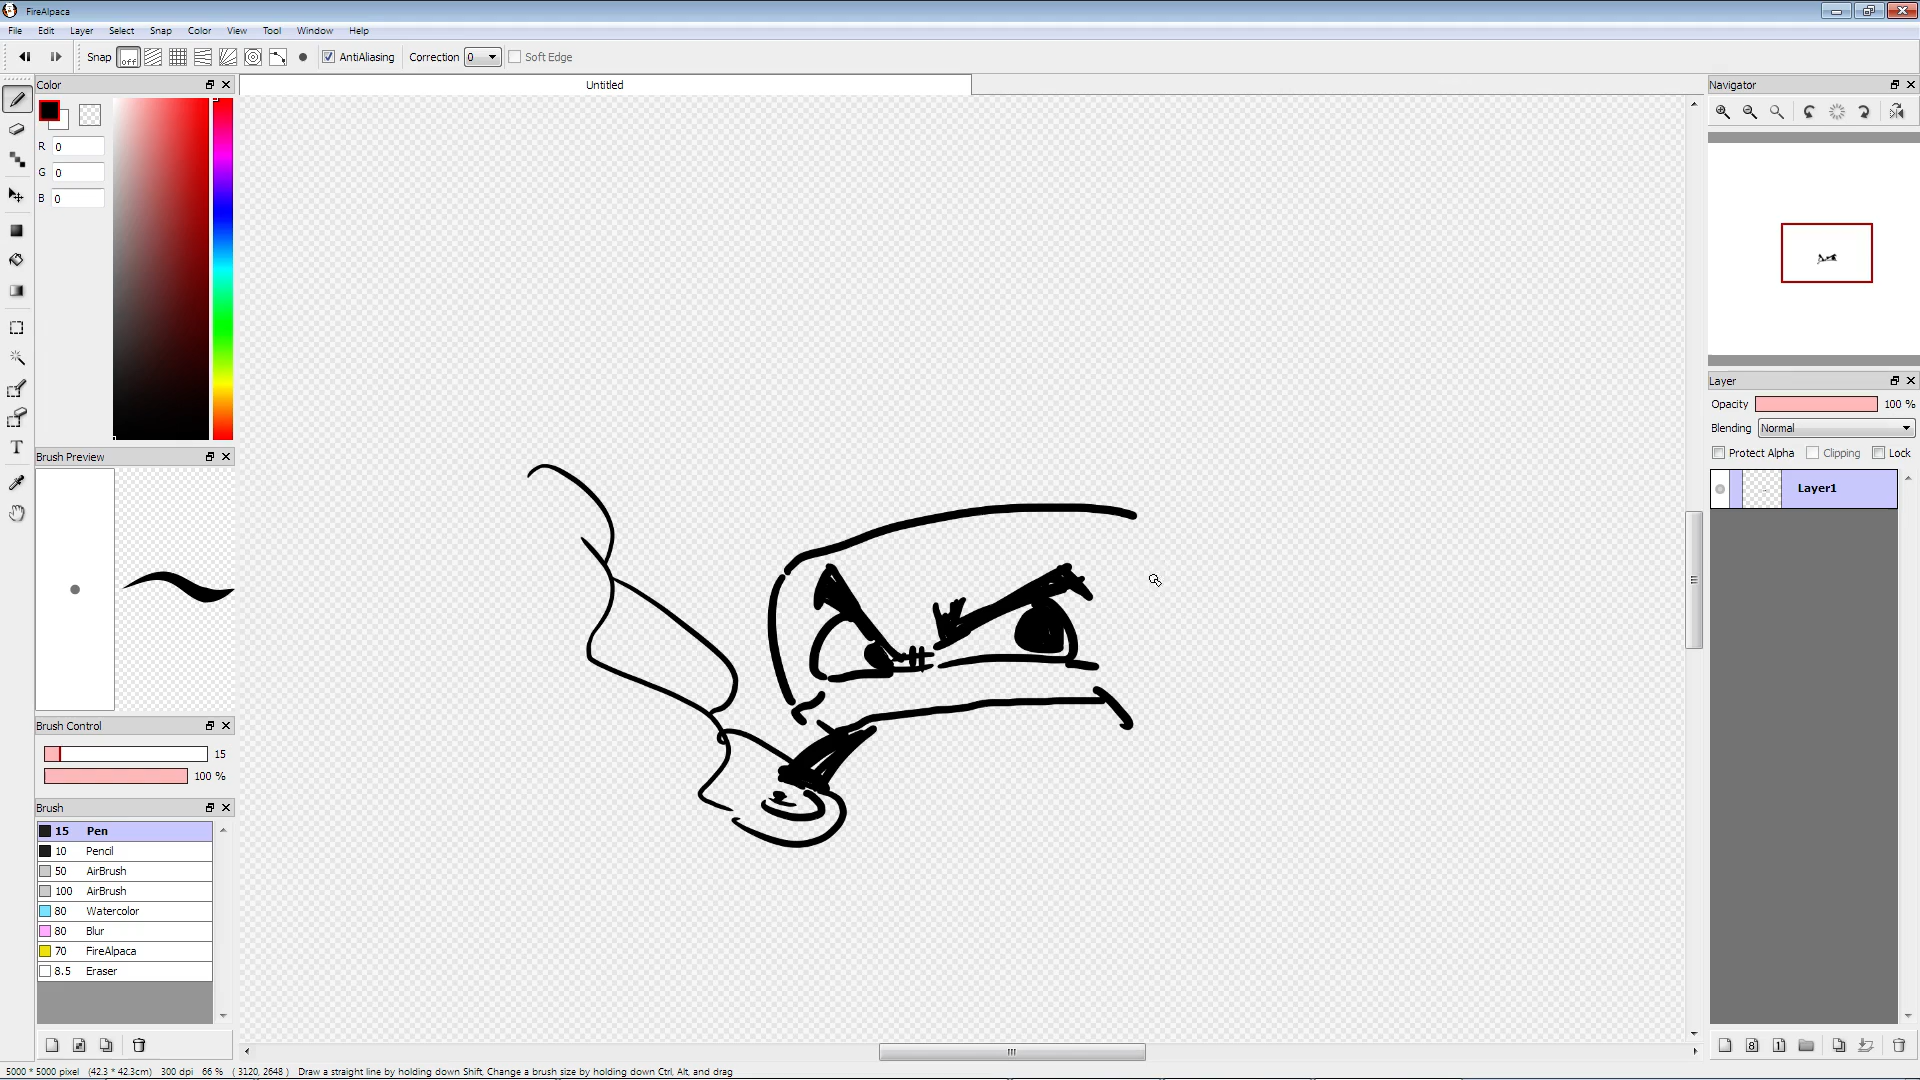 FireAlpaca
File Edit Layer Select Snap Color View Tool Window Help
Snap off AntiAliasing Correction 0 Soft Edge
Color
Untitled
Navigator
R 0
G 0
B 0
Layer
Opacity 100 %
Blending Normal
Protect Alpha Clipping Lock
Layer1
Brush Preview
Brush Control
15
100 %
Brush
15 Pen
10 Pencil
50 AirBrush
100 AirBrush
80 Watercolor
80 Blur
70 FireAlpaca
8.5 Eraser
8 1
5000 * 5000 pixel (42.3 * 42.3cm) 300 dpi 66 % ( 3120, 2648 ) Draw a straight line by holding down Shift, Change a brush size by holding down Ctrl, Alt, and drag